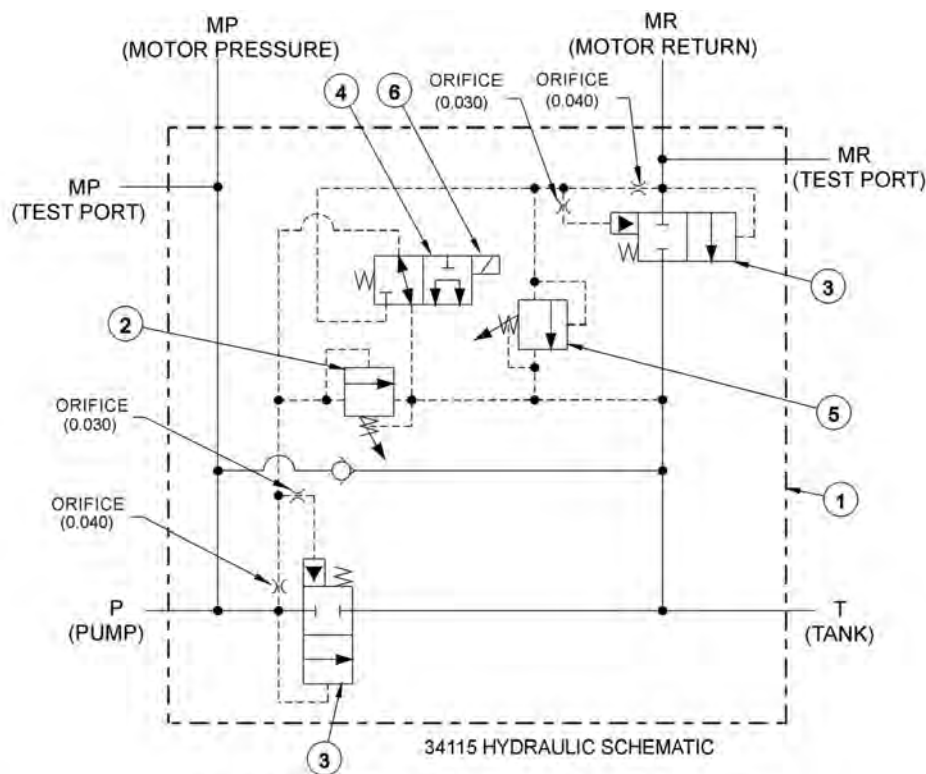 MP
(MOTOR PRESSURE)
MR
(MOTOR RETURN)
4
6
ORIFICE
(0.030)
ORIFICE
(0.040)
MP
(TEST PORT)
MR
(TEST PORT)
3
2
5
ORIFICE
(0.030)
1
ORIFICE
(0.040)
P
(PUMP)
T
(TANK)
3
34115 HYDRAULIC SCHEMATIC